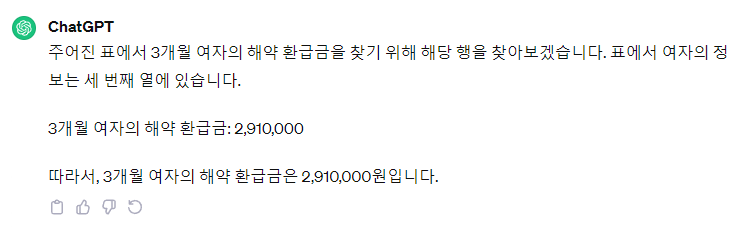 ChatGPT
주어진 표에서 3개월 여자의 해약 환급금을 찾기 위해 해당 행을 찾아보겠습니다. 표에서 여자의 정
보는 세 번째 열에 있습니다.
3개월 여자의 해약 환급금: 2,910,000
따라서, 3개월 여자의 해약 환급금은 2,910,000원입니다.